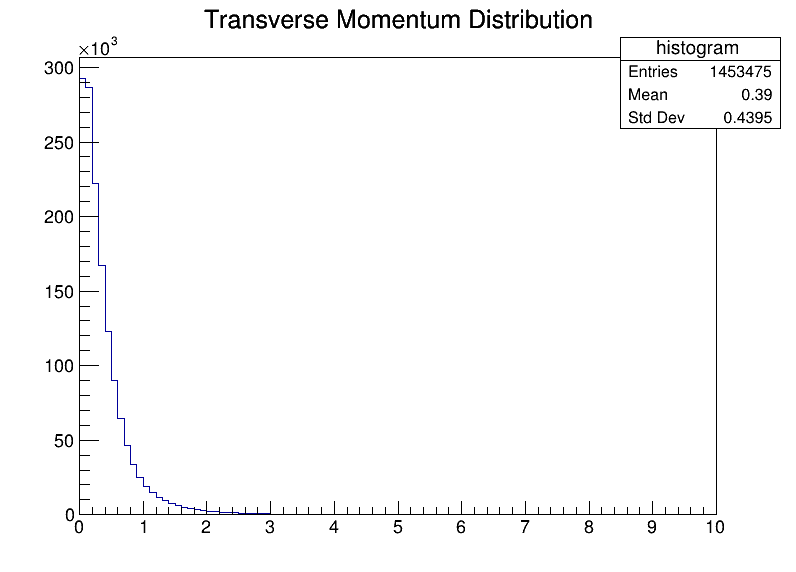 Transverse Momentum Distribution
×10³
histogram
Entries 1453475
Mean 0.39
Std Dev 0.4395
300
250
200
150
100
50
0
0 1 2 3 4 5 6 7 8 9 10